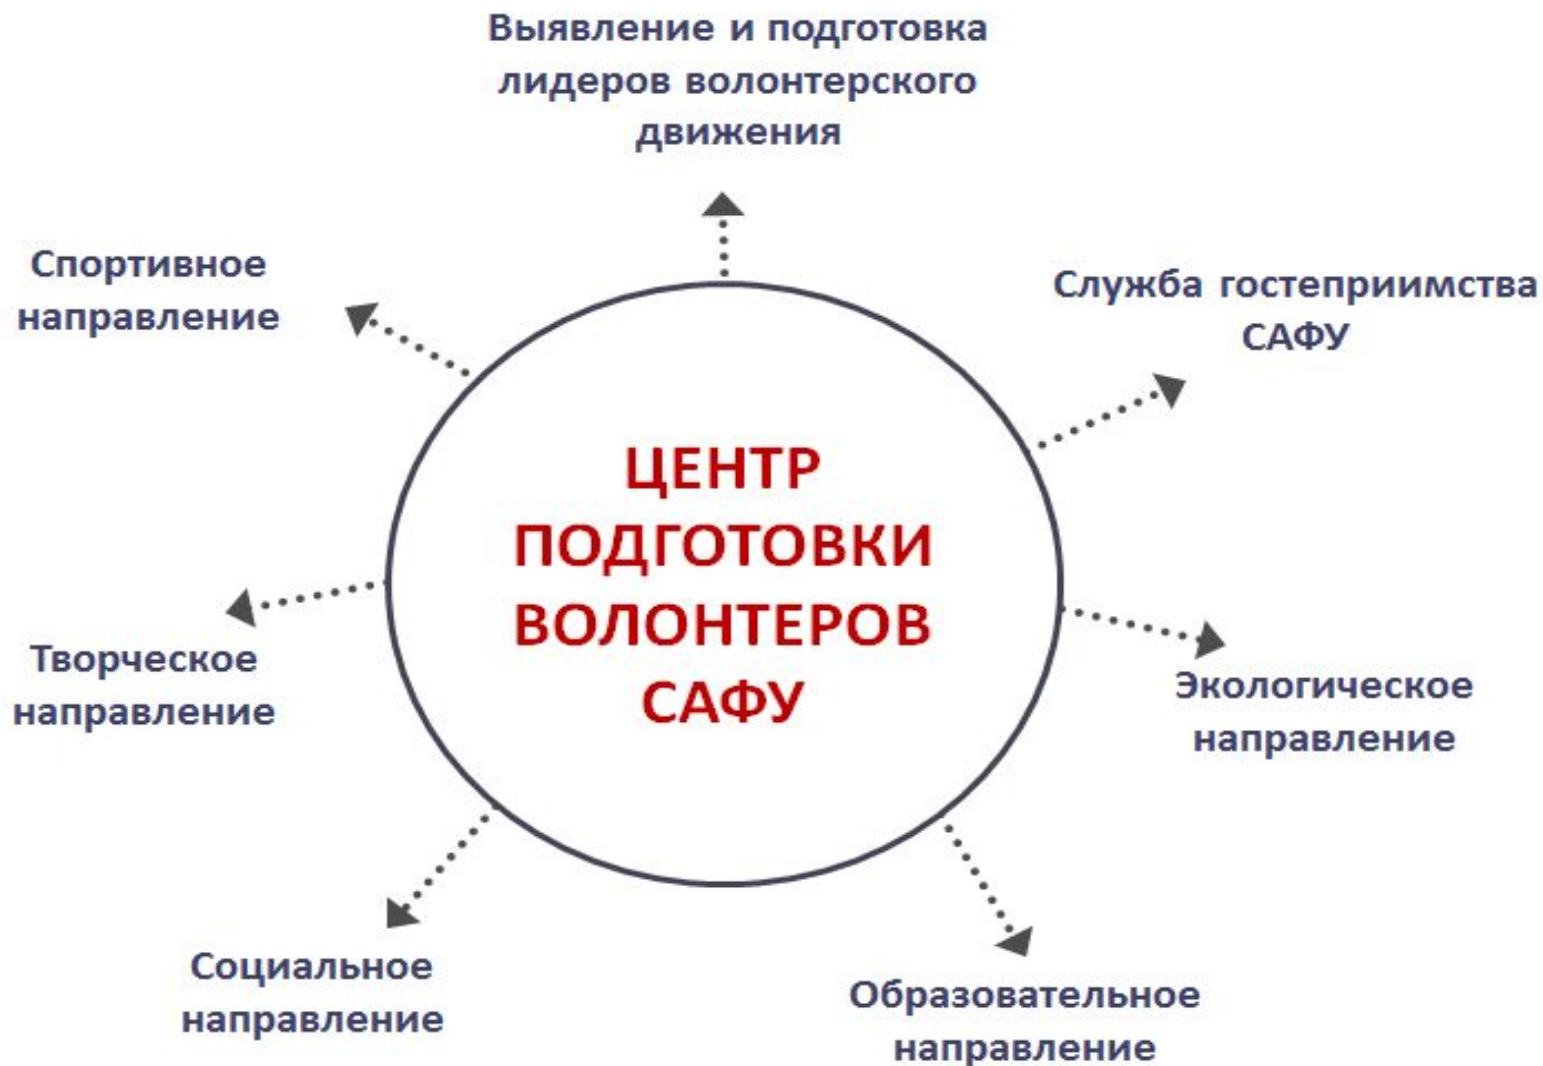 Выявление и подготовка
лидеров волонтерского
движения
Спортивное
направление
Служба гостеприимства
САФУ
ЦЕНТР
ПОДГОТОВКИ
ВОЛОНТЕРОВ
САФУ
Творческое
направление
Экологическое
направление
Социальное
направление
Образовательное
направление